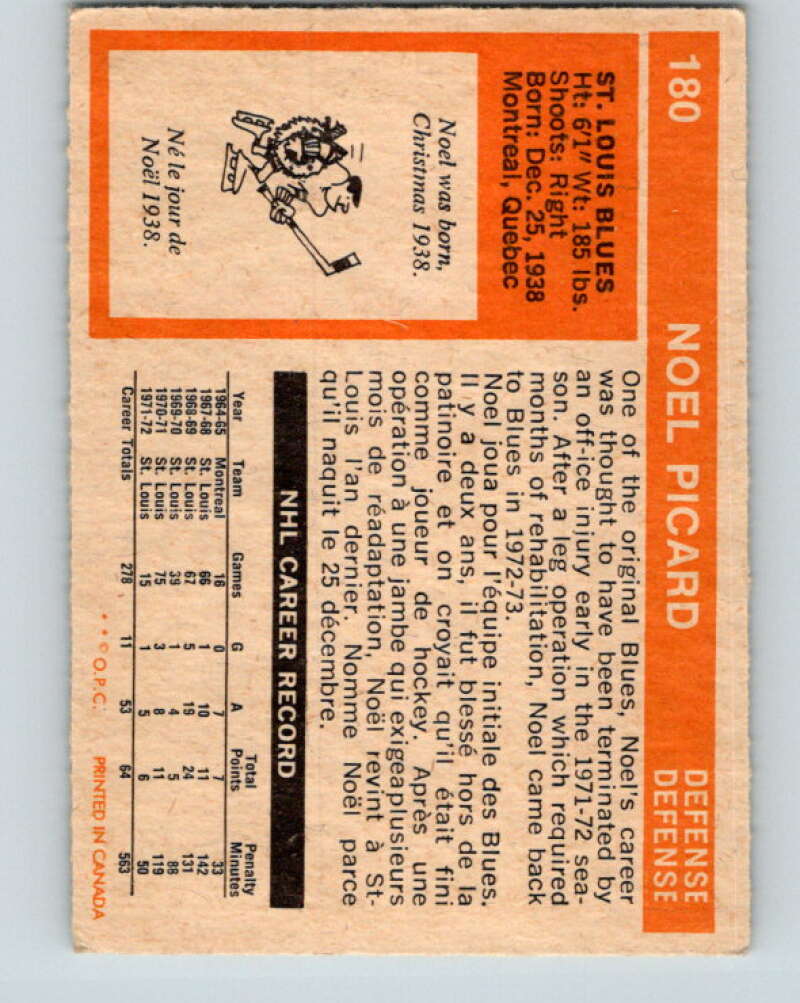 180
NOEL PICARD
DEFENSE
DEFENSE
ST. LOUIS BLUES
Ht: 6'1" Wt: 185 lbs.
Shoots: Right
Born: Dec. 25, 1938
Montreal, Quebec
Noel was born,
Christmas 1938.
Né le jour de
Noël 1938.
One of the original Blues, Noel's career
was thought to have been terminated by
an off-ice injury early in the 1971-72 sea-
son. After a leg operation which required
months of rehabilitation, Noel came back
to Blues in 1972-73.
Noel joua pour l'équipe initiale des Blues.
Il y a deux ans, il fut blessé hors de la
patinoire et on croyait qu'il était fini
comme joueur de hockey. Après une
opération à une jambe qui exigeaplusieurs
mois de réadaptation, Noël revint à St-
Louis l'an dernier. Nomme Noël parce
qu'il naquit le 25 décembre.
NHL CAREER RECORD
Year Team Games G A Total Points Penalty Minutes
1964-65 Montreal 16 0 7 7 33
1967-68 St. Louis 66 1 10 11 142
1968-69 St. Louis 67 5 19 24 131
1969-70 St. Louis 39 1 4 5 88
1970-71 St. Louis 75 3 8 11 119
1971-72 St. Louis 15 1 5 6 50
Career Totals 278 11 53 64 563
* * © O.P.C. PRINTED IN CANADA